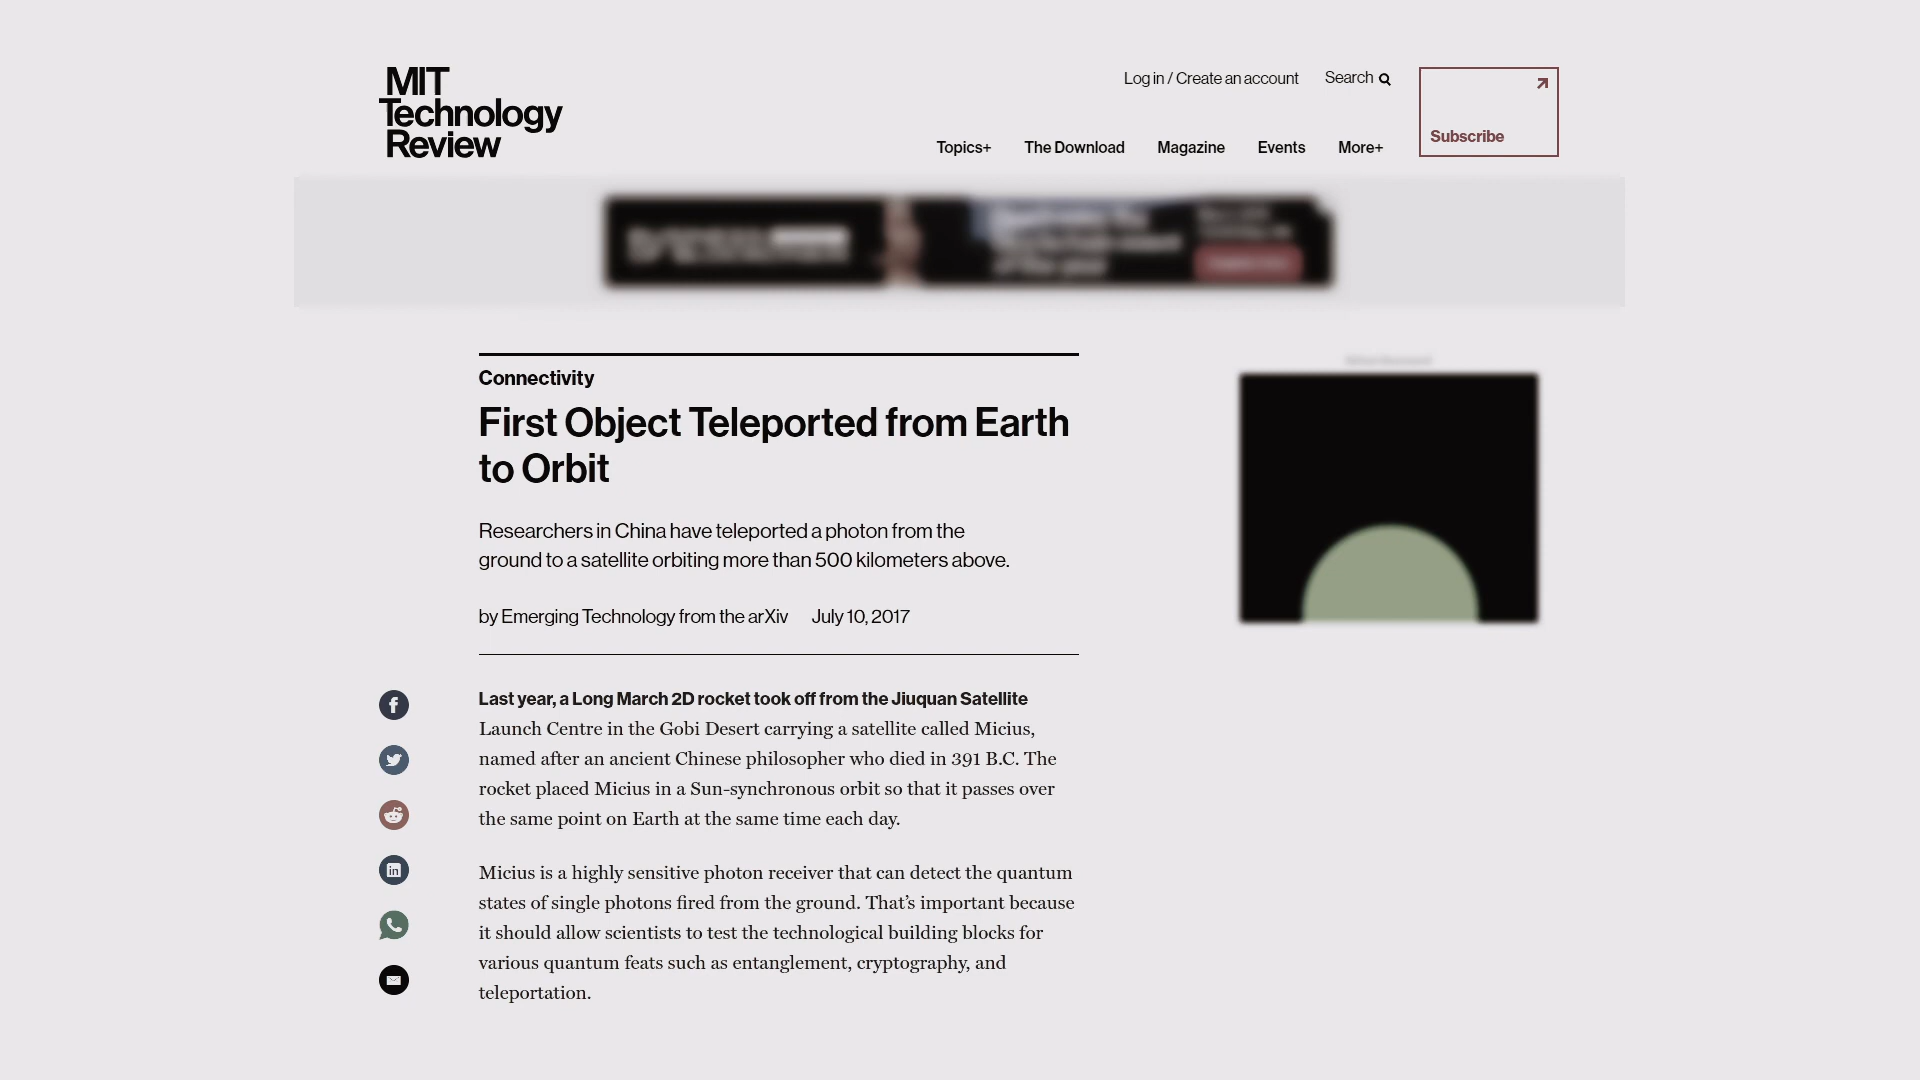 MIT
Technology
Review
Log in / Create an account
Search
Subscribe
Topics+
The Download
Magazine
Events
More+
Connectivity
First Object Teleported from Earth
to Orbit
Researchers in China have teleported a photon from the
ground to a satellite orbiting more than 500 kilometers above.
by Emerging Technology from the arXiv July 10, 2017
Last year, a Long March 2D rocket took off from the Jiuquan Satellite
Launch Centre in the Gobi Desert carrying a satellite called Micius,
named after an ancient Chinese philosopher who died in 391 B.C. The
rocket placed Micius in a Sun-synchronous orbit so that it passes over
the same point on Earth at the same time each day.
Micius is a highly sensitive photon receiver that can detect the quantum
states of single photons fired from the ground. That’s important because
it should allow scientists to test the technological building blocks for
various quantum feats such as entanglement, cryptography, and
teleportation.